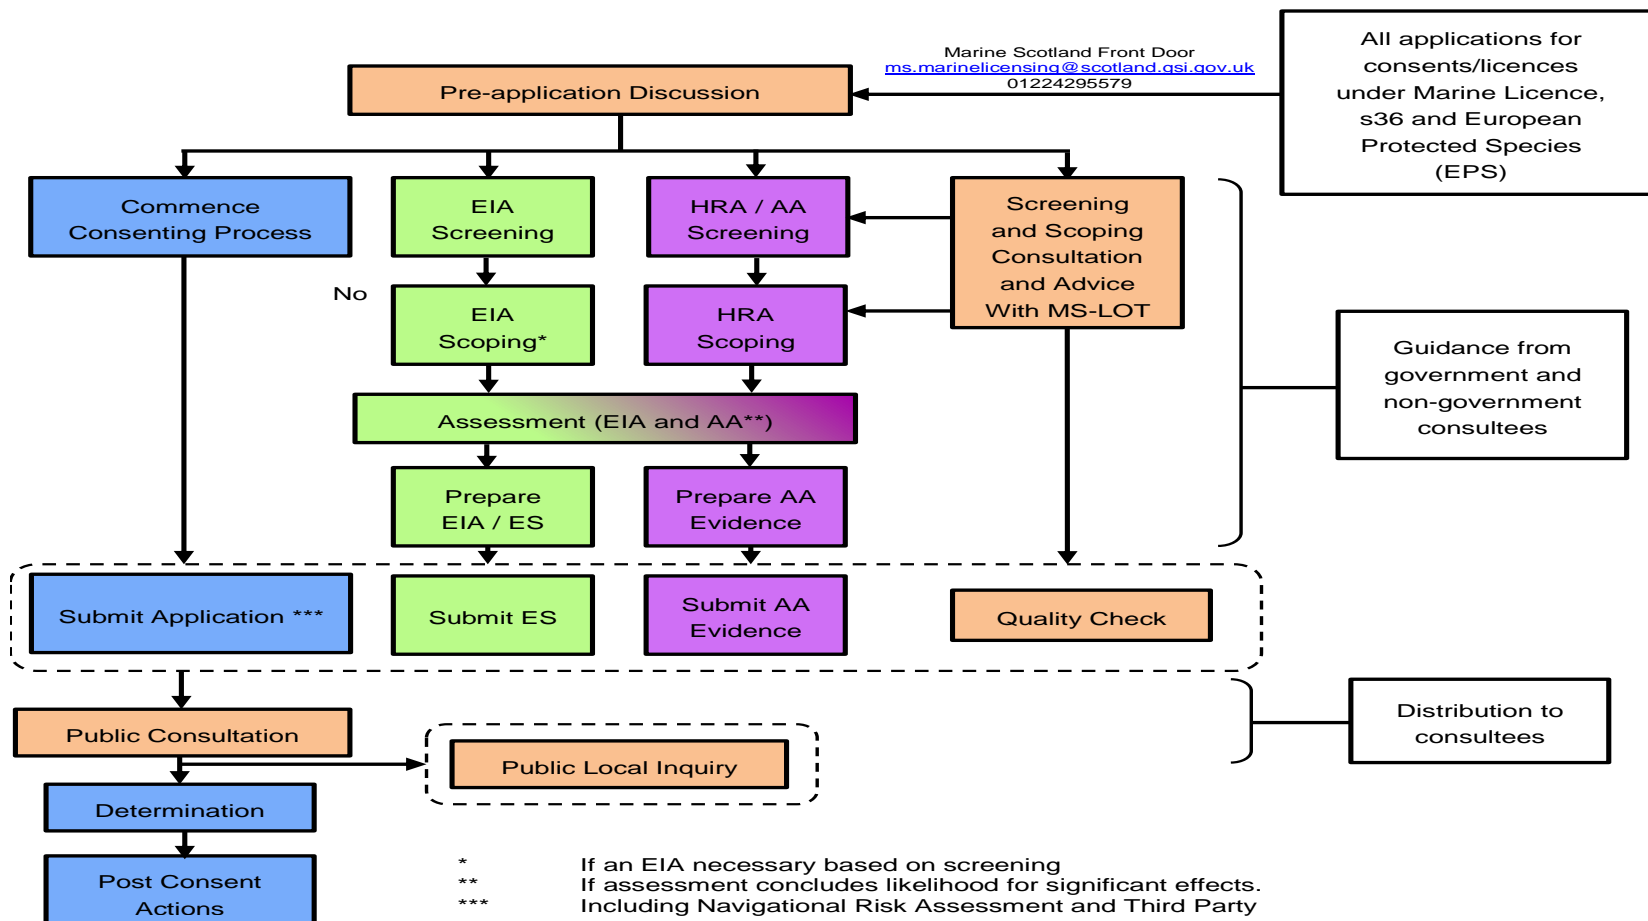 Marine Scotland Front Door
ms.marinelicensing@scotland.gsi.gov.uk
01224295579
All applications for
consents/licences
under Marine Licence,
s36 and European
Protected Species
(EPS)
Pre-application Discussion
Commence
Consenting Process
EIA
Screening
HRA / AA
Screening
Screening
and Scoping
Consultation
and Advice
With MS-LOT
No
EIA
Scoping*
HRA
Scoping
Guidance from
government and
non-government
consultees
Assessment (EIA and AA**)
Prepare
EIA / ES
Prepare AA
Evidence
Submit Application ***
Submit ES
Submit AA
Evidence
Quality Check
Public Consultation
Distribution to
consultees
Public Local Inquiry
Determination
Post Consent
Actions
* If an EIA necessary based on screening
** If assessment concludes likelihood for significant effects.
*** Including Navigational Risk Assessment and Third Party